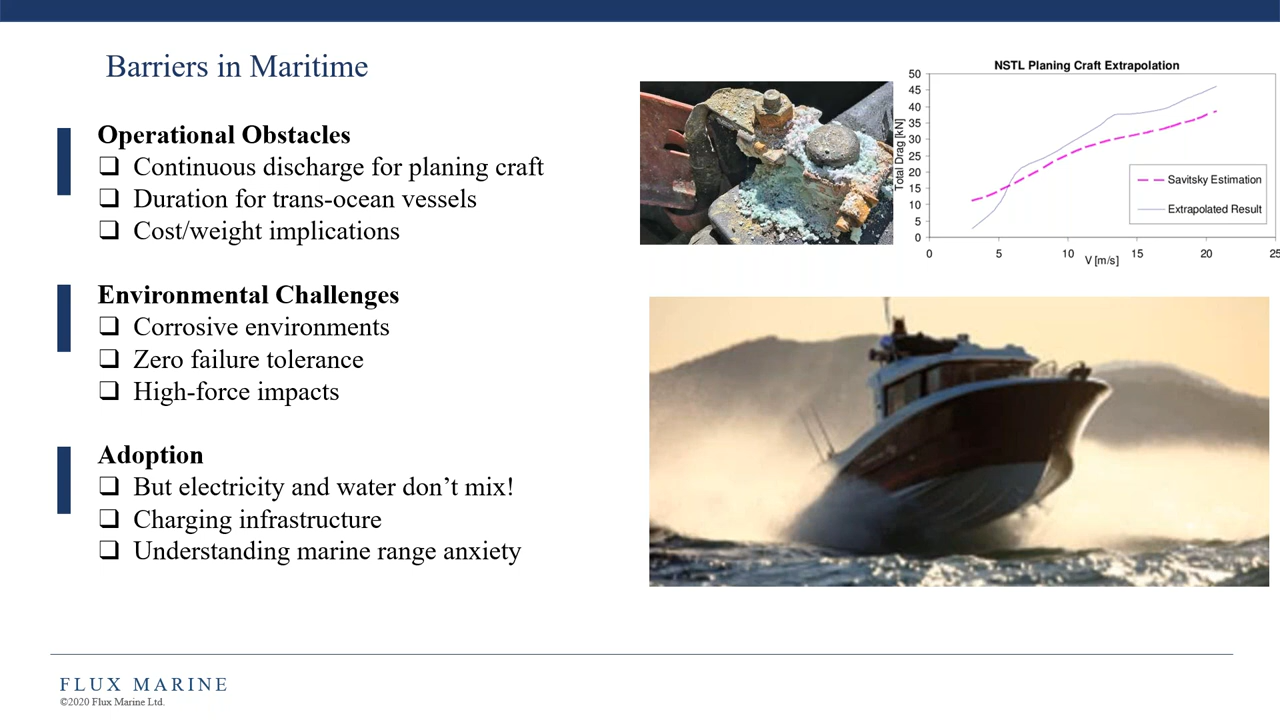 Barriers in Maritime
Operational Obstacles
❑ Continuous discharge for planing craft
❑ Duration for trans-ocean vessels
❑ Cost/weight implications
Environmental Challenges
❑ Corrosive environments
❑ Zero failure tolerance
❑ High-force impacts
Adoption
❑ But electricity and water don’t mix!
❑ Charging infrastructure
❑ Understanding marine range anxiety
NSTL Planing Craft Extrapolation
Total Drag [kN]
50
45
40
35
30
25
20
15
10
5
0
Savitsky Estimation
Extrapolated Result
0 5 10 15 20 25
V [m/s]
FLUX MARINE
©2020 Flux Marine Ltd.